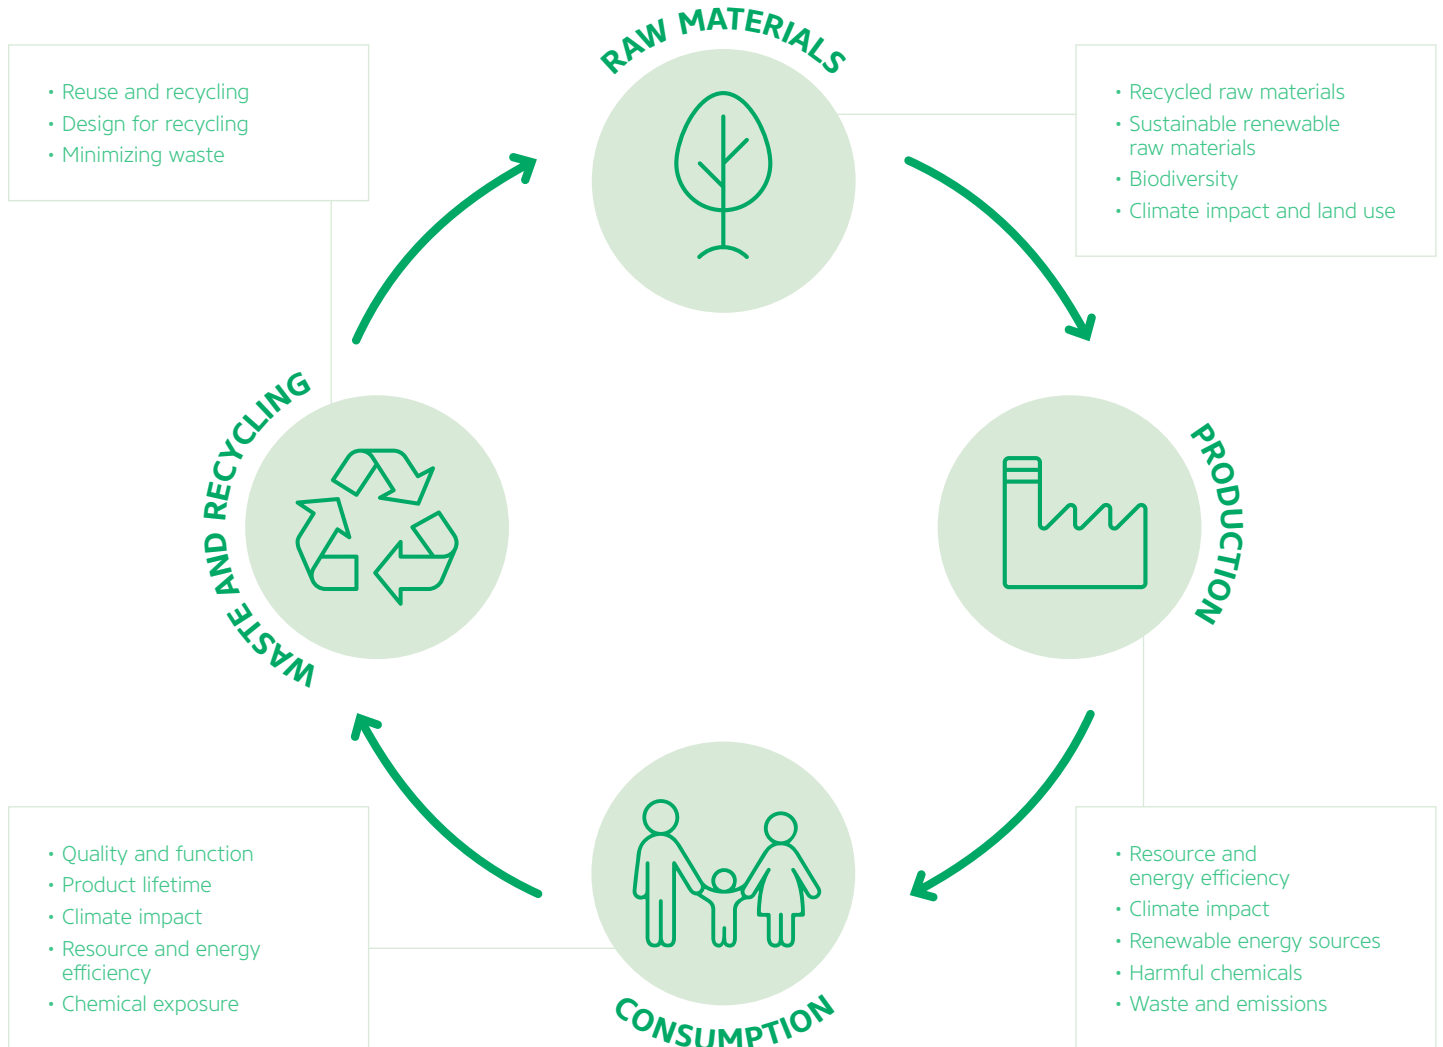 RAW MATERIALS
• Reuse and recycling
• Design for recycling
• Minimizing waste
• Recycled raw materials
• Sustainable renewable
raw materials
• Biodiversity
• Climate impact and land use
WASTE AND RECYCLING
PRODUCTION
• Quality and function
• Product lifetime
• Climate impact
• Resource and energy
efficiency
• Chemical exposure
• Resource and
energy efficiency
• Climate impact
• Renewable energy sources
• Harmful chemicals
• Waste and emissions
CONSUMPTION